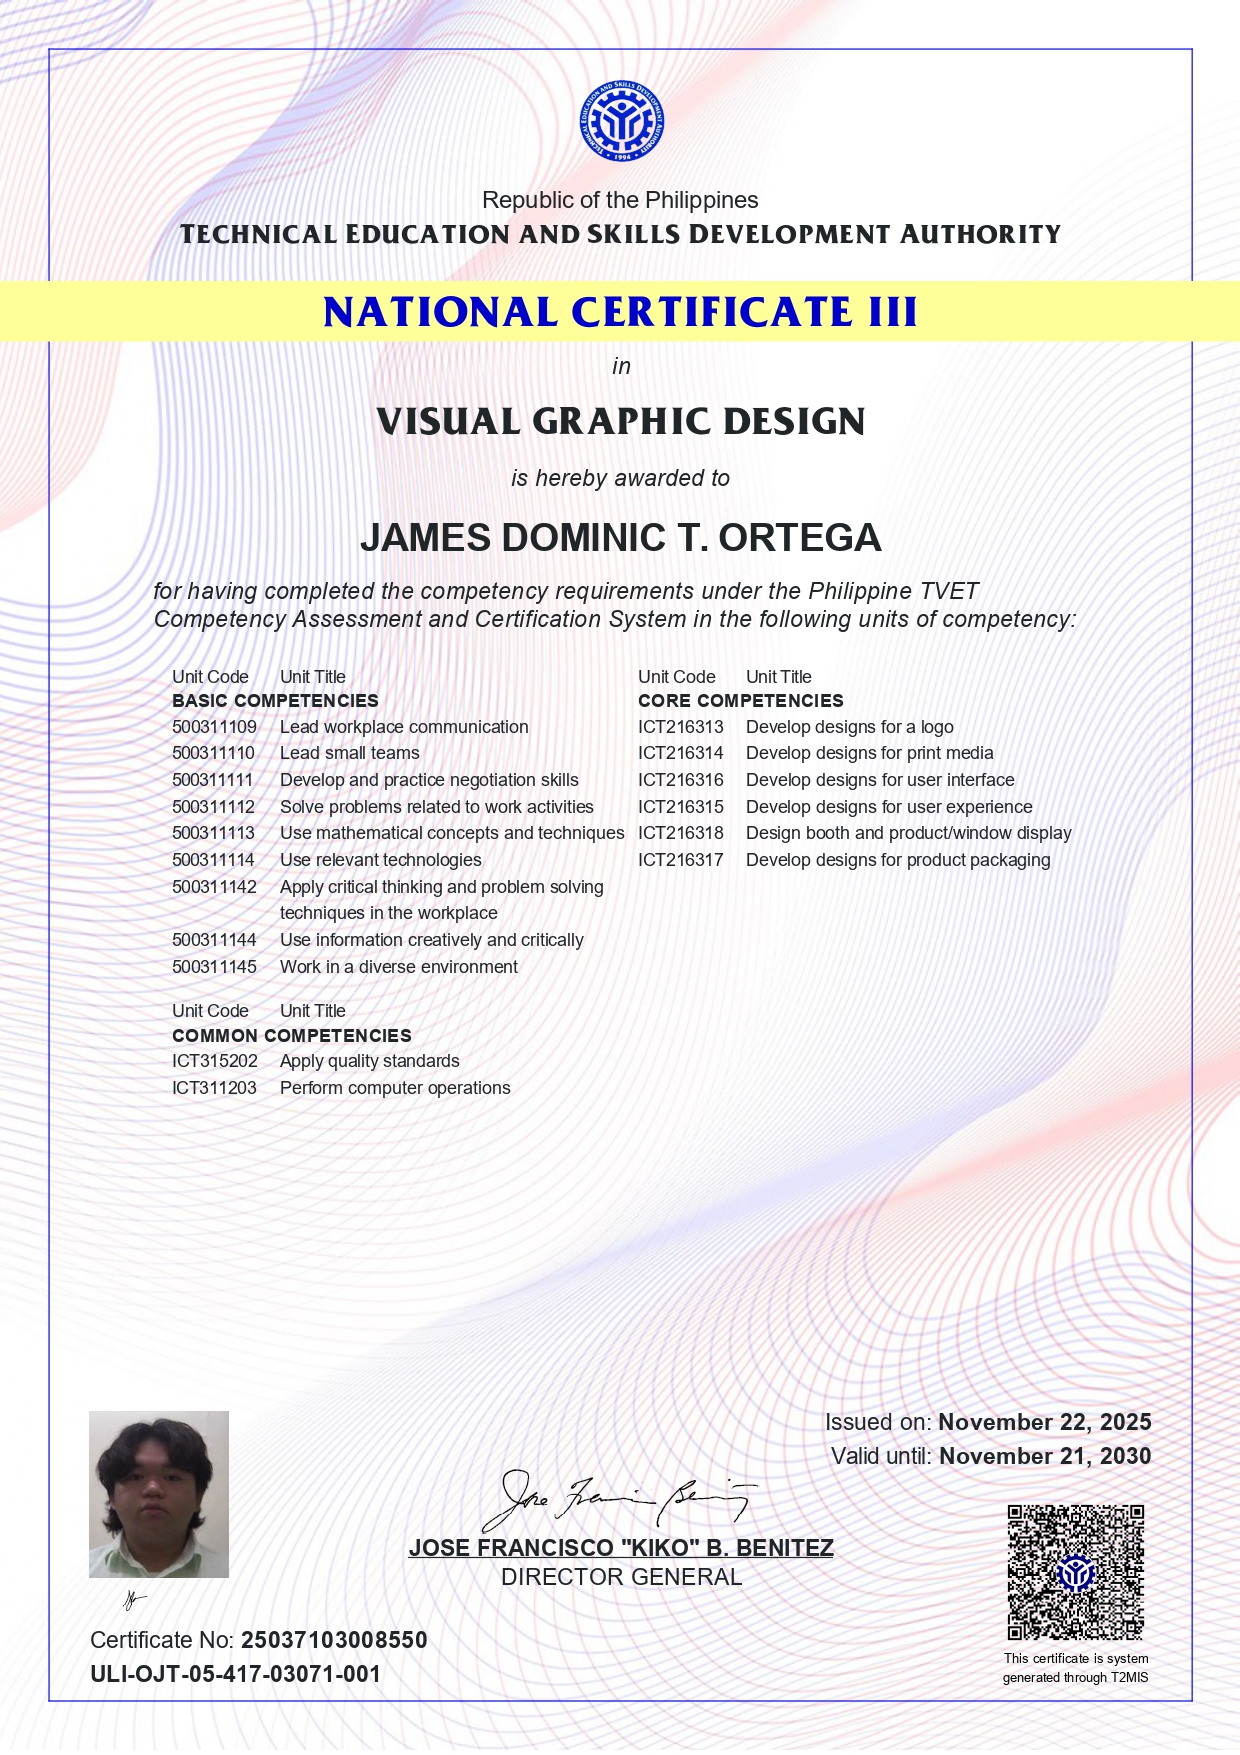 TECHNICAL EDUCATION AND SKILLS DEVELOPMENT AUTHORITY
• 1994 •
Republic of the Philippines
TECHNICAL EDUCATION AND SKILLS DEVELOPMENT AUTHORITY
NATIONAL CERTIFICATE III
in
VISUAL GRAPHIC DESIGN
is hereby awarded to
JAMES DOMINIC T. ORTEGA
for having completed the competency requirements under the Philippine TVET
Competency Assessment and Certification System in the following units of competency:
Unit Code Unit Title
BASIC COMPETENCIES
500311109 Lead workplace communication
500311110 Lead small teams
500311111 Develop and practice negotiation skills
500311112 Solve problems related to work activities
500311113 Use mathematical concepts and techniques
500311114 Use relevant technologies
500311142 Apply critical thinking and problem solving
techniques in the workplace
500311144 Use information creatively and critically
500311145 Work in a diverse environment
Unit Code Unit Title
COMMON COMPETENCIES
ICT315202 Apply quality standards
ICT311203 Perform computer operations
Unit Code Unit Title
CORE COMPETENCIES
ICT216313 Develop designs for a logo
ICT216314 Develop designs for print media
ICT216316 Develop designs for user interface
ICT216315 Develop designs for user experience
ICT216318 Design booth and product/window display
ICT216317 Develop designs for product packaging
Issued on: November 22, 2025
Valid until: November 21, 2030
JOSE FRANCISCO "KIKO" B. BENITEZ
DIRECTOR GENERAL
Certificate No: 25037103008550
ULI-OJT-05-417-03071-001
This certificate is system
generated through T2MIS